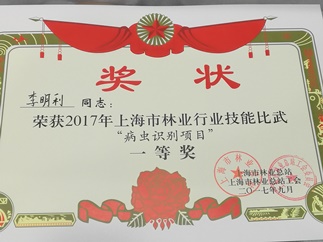 奖状
李明利 同志：
荣获2017年上海市林业行业技能比武
“病虫识别项目”
一等奖
上海市林业总站
上海市林业总站工会
二〇一七年九月